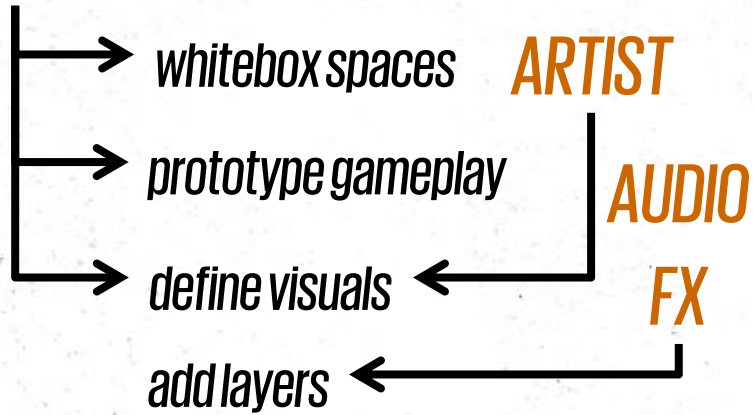 whitebox spaces
ARTIST
prototype gameplay
AUDIO
define visuals
FX
add layers